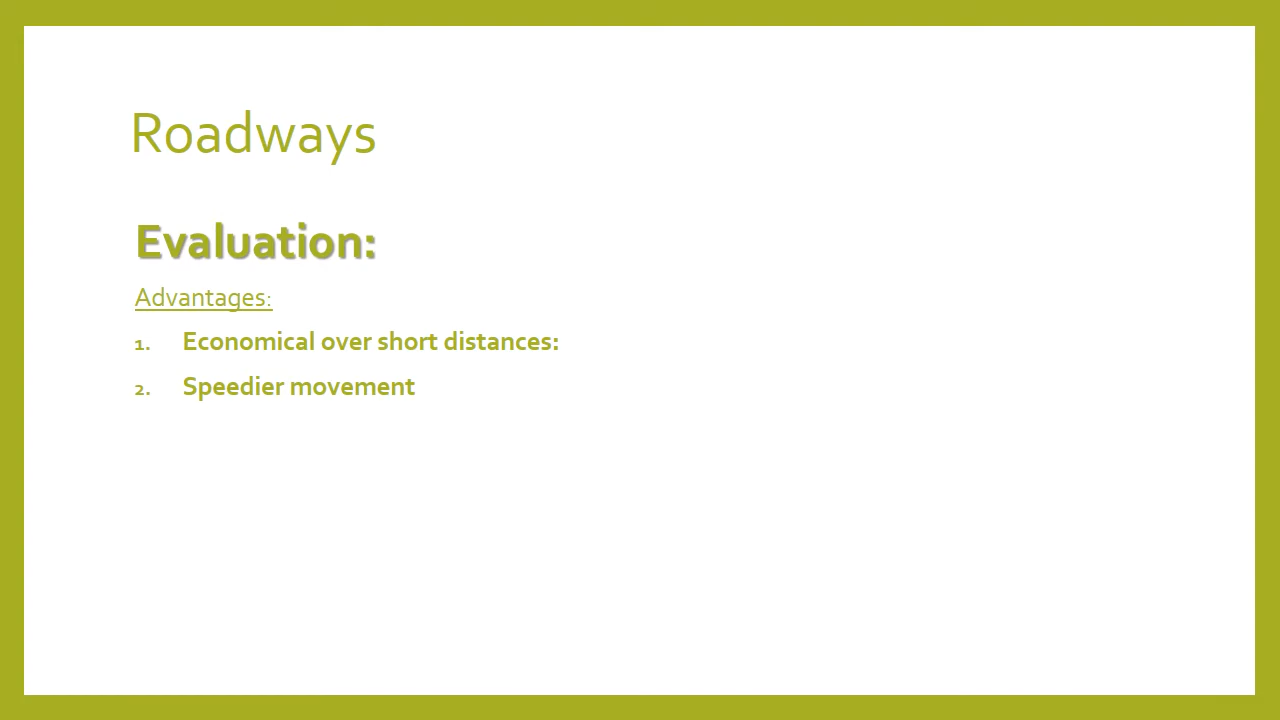 Roadways
Evaluation:
Advantages:
1. Economical over short distances:
2. Speedier movement